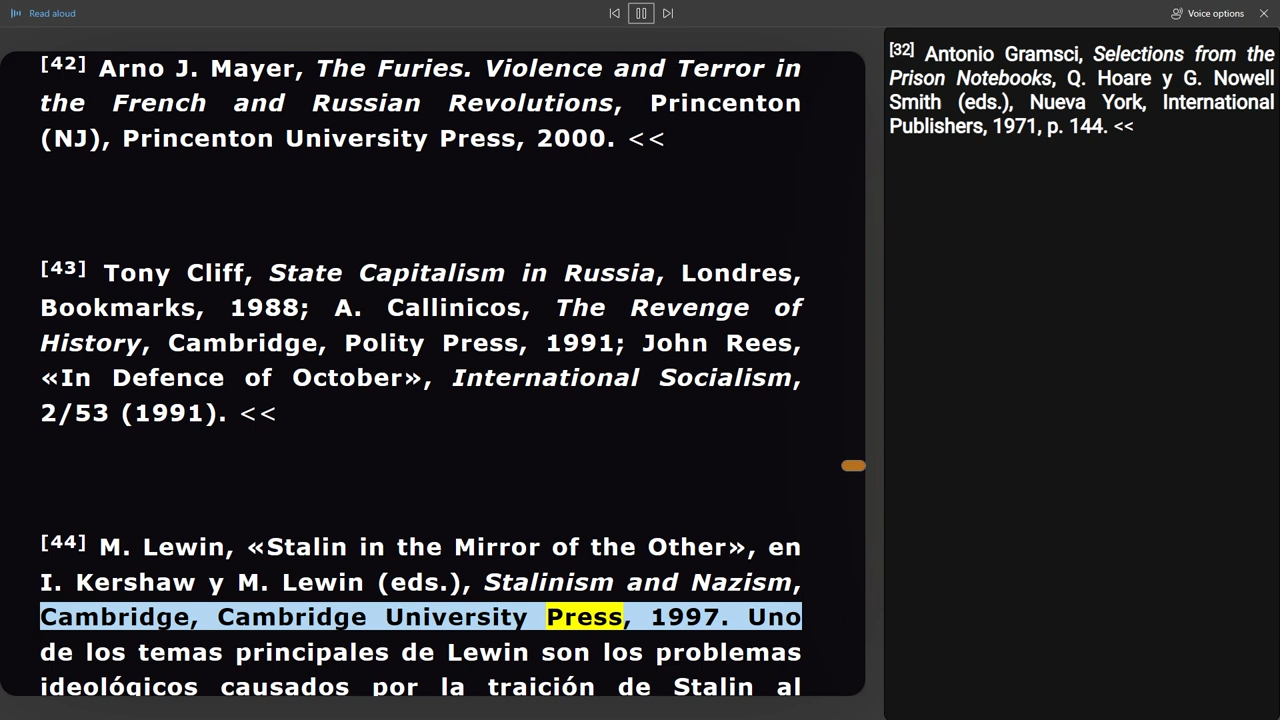 Read aloud
Voice options
[42] Arno J. Mayer, The Furies. Violence and Terror in
the French and Russian Revolutions, Princenton
(NJ), Princenton University Press, 2000. <<
[43] Tony Cliff, State Capitalism in Russia, Londres,
Bookmarks, 1988; A. Callinicos, The Revenge of
History, Cambridge, Polity Press, 1991; John Rees,
«In Defence of October», International Socialism,
2/53 (1991). <<
[44] M. Lewin, «Stalin in the Mirror of the Other», en
I. Kershaw y M. Lewin (eds.), Stalinism and Nazism,
Cambridge, Cambridge University Press, 1997. Uno
de los temas principales de Lewin son los problemas
ideológicos causados por la traición de Stalin al
[32] Antonio Gramsci, Selections from the
Prison Notebooks, Q. Hoare y G. Nowell
Smith (eds.), Nueva York, International
Publishers, 1971, p. 144. <<